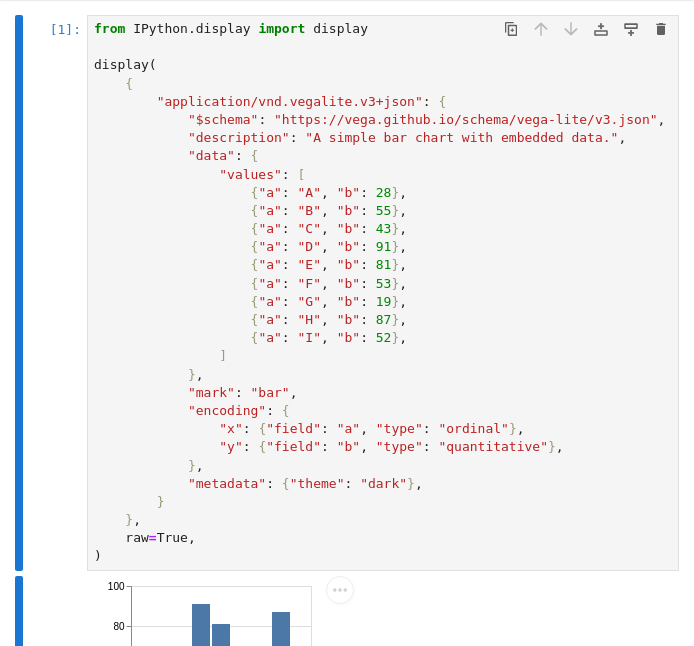 [1]: from IPython.display import display
display(
    {
        "application/vnd.vegalite.v3+json": {
            "$schema": "https://vega.github.io/schema/vega-lite/v3.json",
            "description": "A simple bar chart with embedded data.",
            "data": {
                "values": [
                    {"a": "A", "b": 28},
                    {"a": "B", "b": 55},
                    {"a": "C", "b": 43},
                    {"a": "D", "b": 91},
                    {"a": "E", "b": 81},
                    {"a": "F", "b": 53},
                    {"a": "G", "b": 19},
                    {"a": "H", "b": 87},
                    {"a": "I", "b": 52},
                ]
            },
            "mark": "bar",
            "encoding": {
                "x": {"field": "a", "type": "ordinal"},
                "y": {"field": "b", "type": "quantitative"},
            },
            "metadata": {"theme": "dark"},
        }
    },
    raw=True,
)
100
80